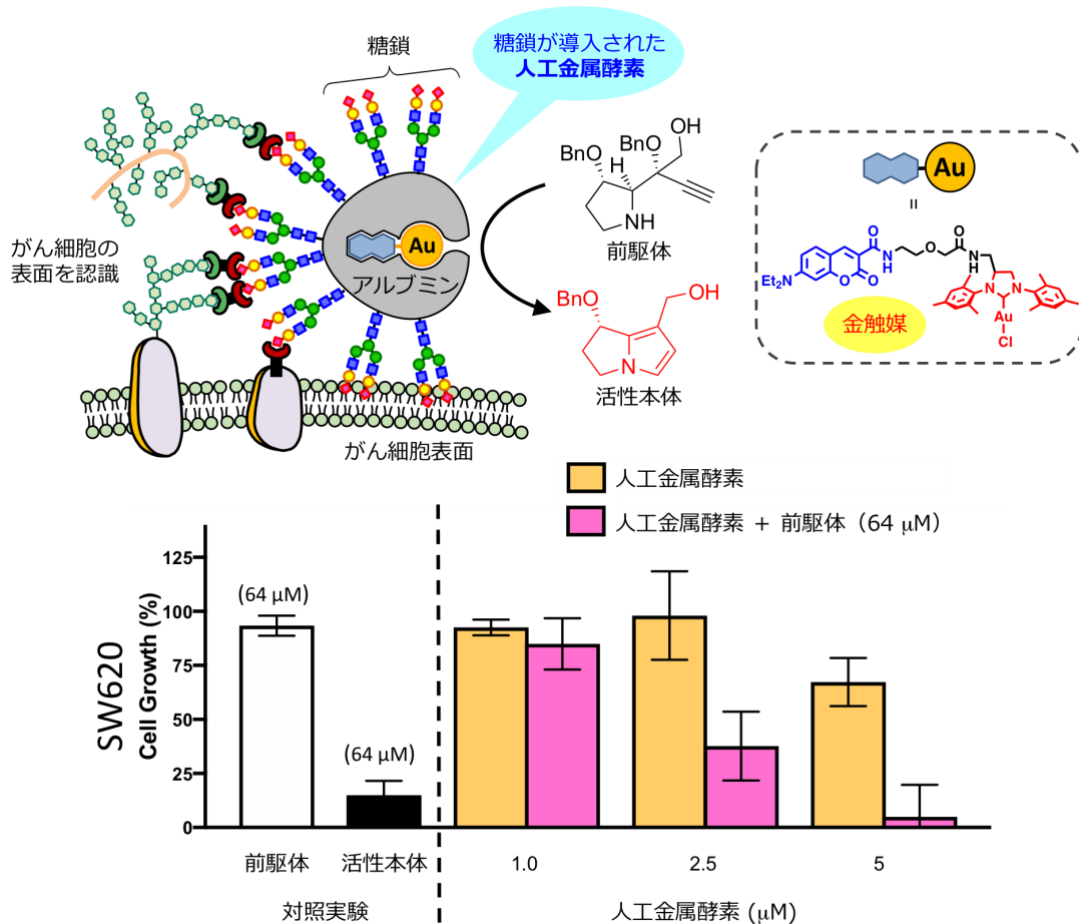 糖鎖
糖鎖が導入された
人工金属酵素
がん細胞の
表面を認識
Au
アルブミン
がん細胞表面
BnO
H
BnO
OH
NH
前駆体
BnO
OH
N
活性本体
Au
=
Et2N
O
O
O
N
H
O
O
N
H
N
N
Au
Cl
金触媒
人工金属酵素
人工金属酵素 + 前駆体（64 μM）
SW620
Cell Growth (%)
125
100
75
50
25
0
(64 μM)
(64 μM)
前駆体
活性本体
1.0
2.5
5
対照実験
人工金属酵素 (μM)